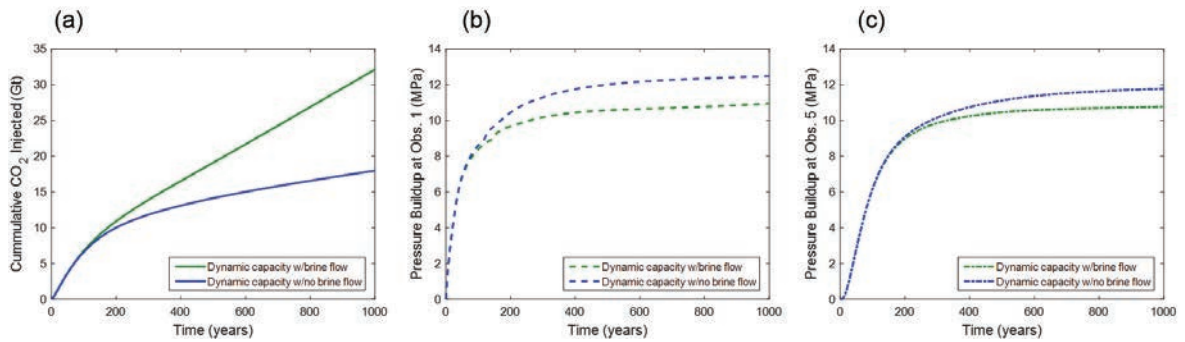 (a)
Cummulative CO2 Injected (Gt)
35
30
25
20
15
10
5
0
Dynamic capacity w/brine flow
Dynamic capacity w/no brine flow
0 200 400 600 800 1000
Time (years)
(b)
Pressure Buildup at Obs. 1 (MPa)
14
12
10
8
6
4
2
0
Dynamic capacity w/brine flow
Dynamic capacity w/no brine flow
0 200 400 600 800 1000
Time (years)
(c)
Pressure Buildup at Obs. 5 (MPa)
14
12
10
8
6
4
2
0
Dynamic capacity w/brine flow
Dynamic capacity w/no brine flow
0 200 400 600 800 1000
Time (years)